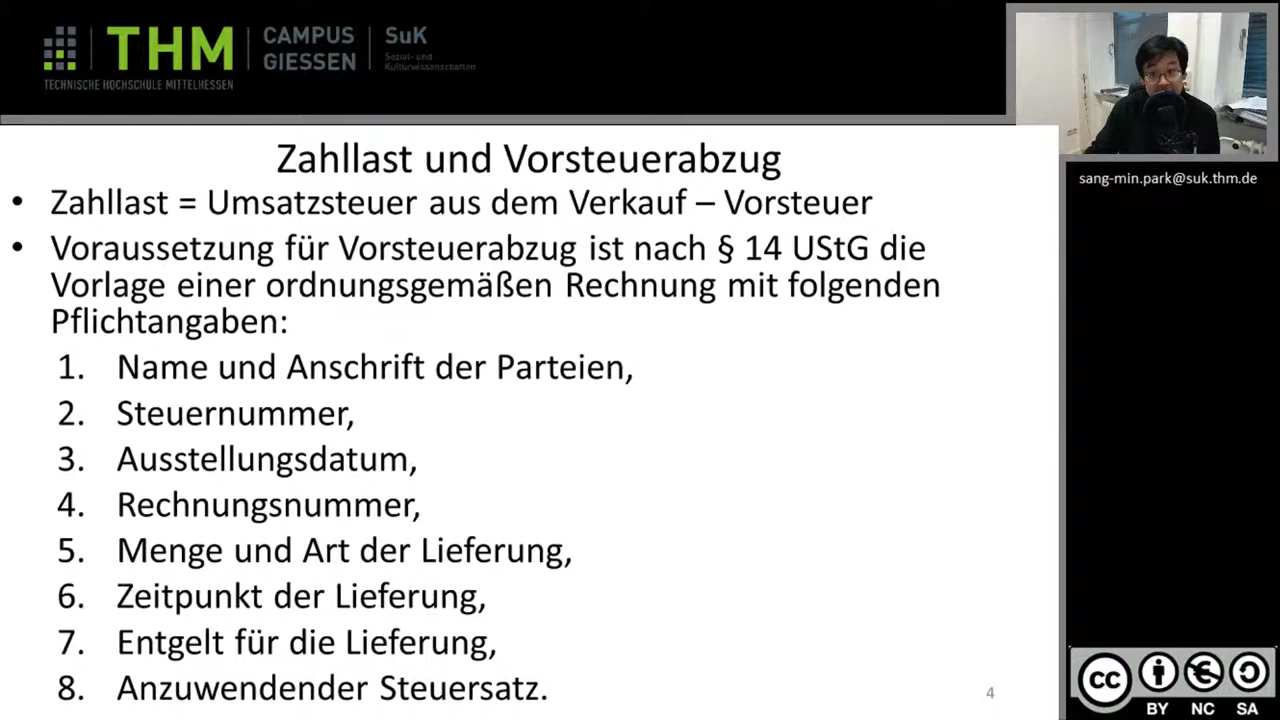 THM
CAMPUS
GIESSEN
SuK
Sozial- und
Kulturwissenschaften
TECHNISCHE HOCHSCHULE MITTELHESSEN
sang-min.park@suk.thm.de
Zahllast und Vorsteuerabzug
• Zahllast = Umsatzsteuer aus dem Verkauf – Vorsteuer
• Voraussetzung für Vorsteuerabzug ist nach § 14 UStG die
Vorlage einer ordnungsgemäßen Rechnung mit folgenden
Pflichtangaben:
1. Name und Anschrift der Parteien,
2. Steuernummer,
3. Ausstellungsdatum,
4. Rechnungsnummer,
5. Menge und Art der Lieferung,
6. Zeitpunkt der Lieferung,
7. Entgelt für die Lieferung,
8. Anzuwendender Steuersatz.
4
cc
BY NC SA